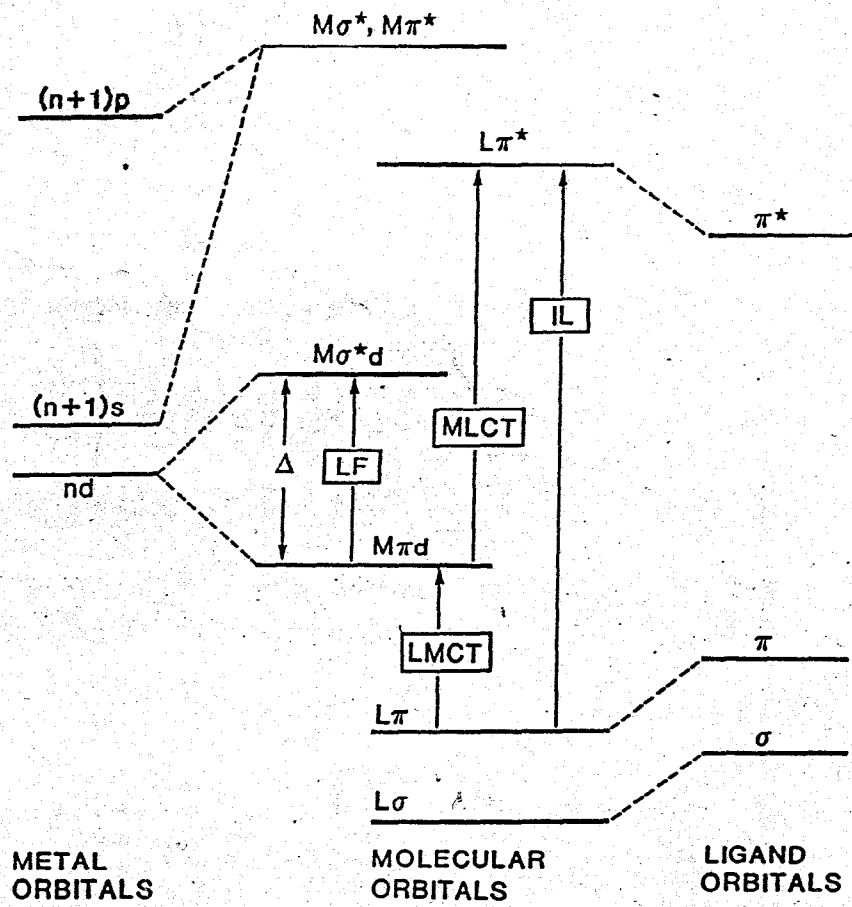 Mσ*, Mπ*
(n+1)p
Lπ*
π*
IL
Mσ*d
(n+1)s
MLCT
Δ
LF
nd
Mπd
LMCT
π
Lπ
σ
Lσ
METAL
ORBITALS
MOLECULAR
ORBITALS
LIGAND
ORBITALS